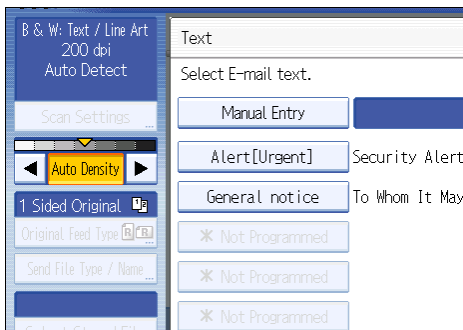 B & W: Text / Line Art
200 dpi
Auto Detect
Scan Settings
Auto Density
1 Sided Original
Original Feed Type
Send File Type / Name
Text
Select E-mail text.
Manual Entry
Alert[Urgent] Security Alert
General notice To Whom It May
* Not Programmed
* Not Programmed
* Not Programmed